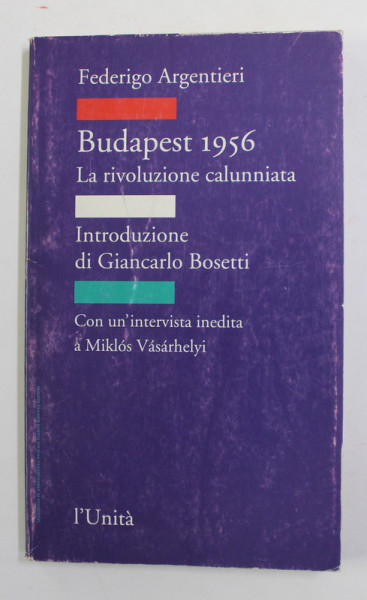 Federigo Argentieri
Budapest 1956
La rivoluzione calunniata
Introduzione
di Giancarlo Bosetti
Con un'intervista inedita
a Miklós Vásárhelyi
l'Unità